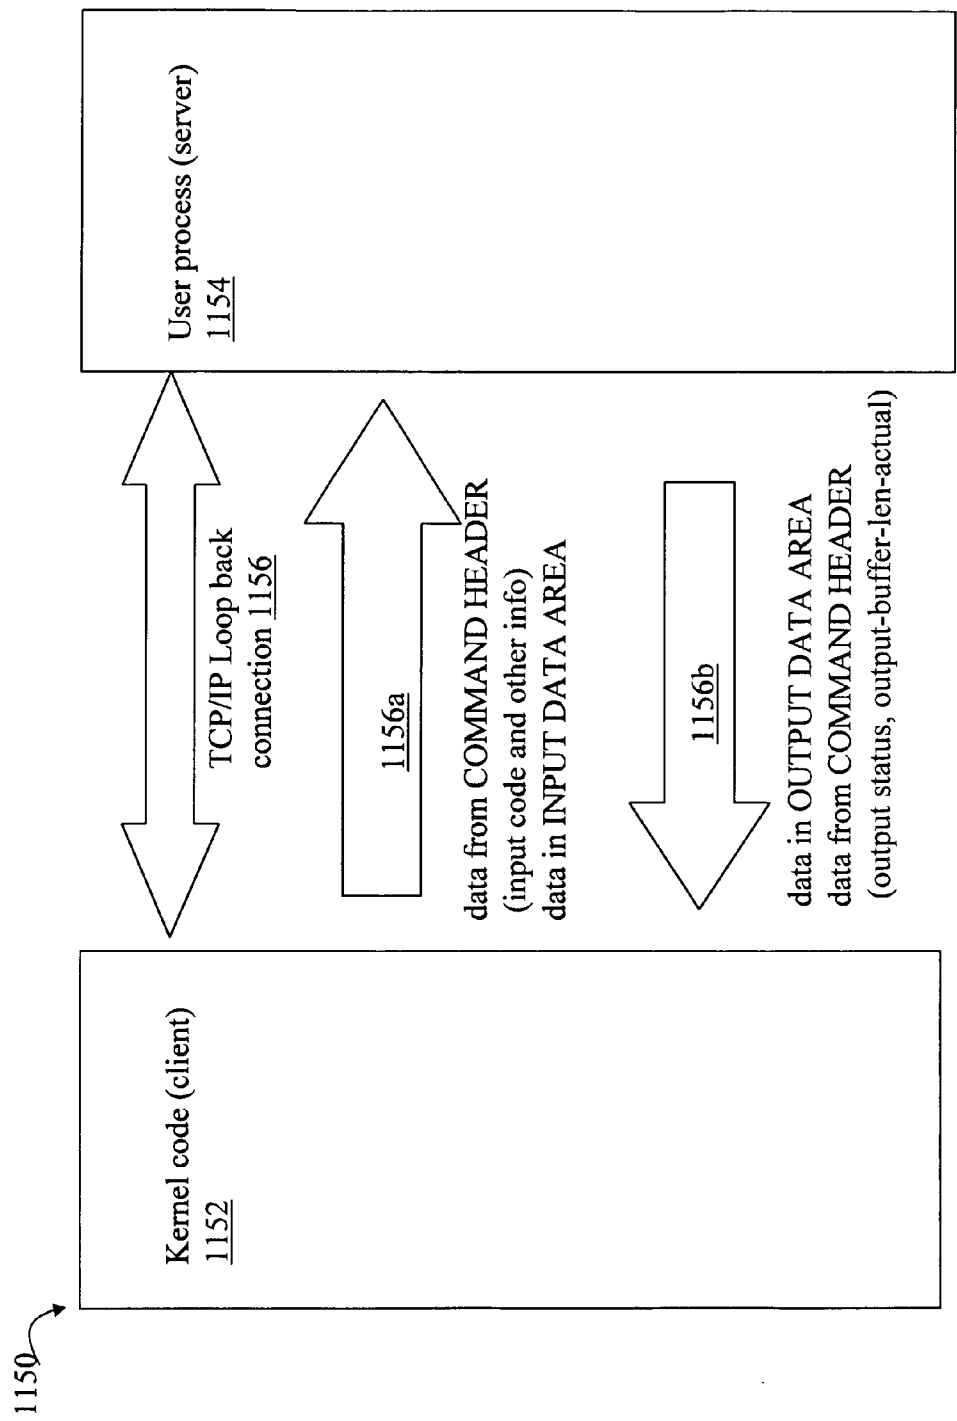 1150
Kernel code (client)
1152
TCP/IP Loop back
connection 1156
1156a
data from COMMAND HEADER
(input code and other info)
data in INPUT DATA AREA
1156b
data in OUTPUT DATA AREA
data from COMMAND HEADER
(output status, output-buffer-len-actual)
User process (server)
1154